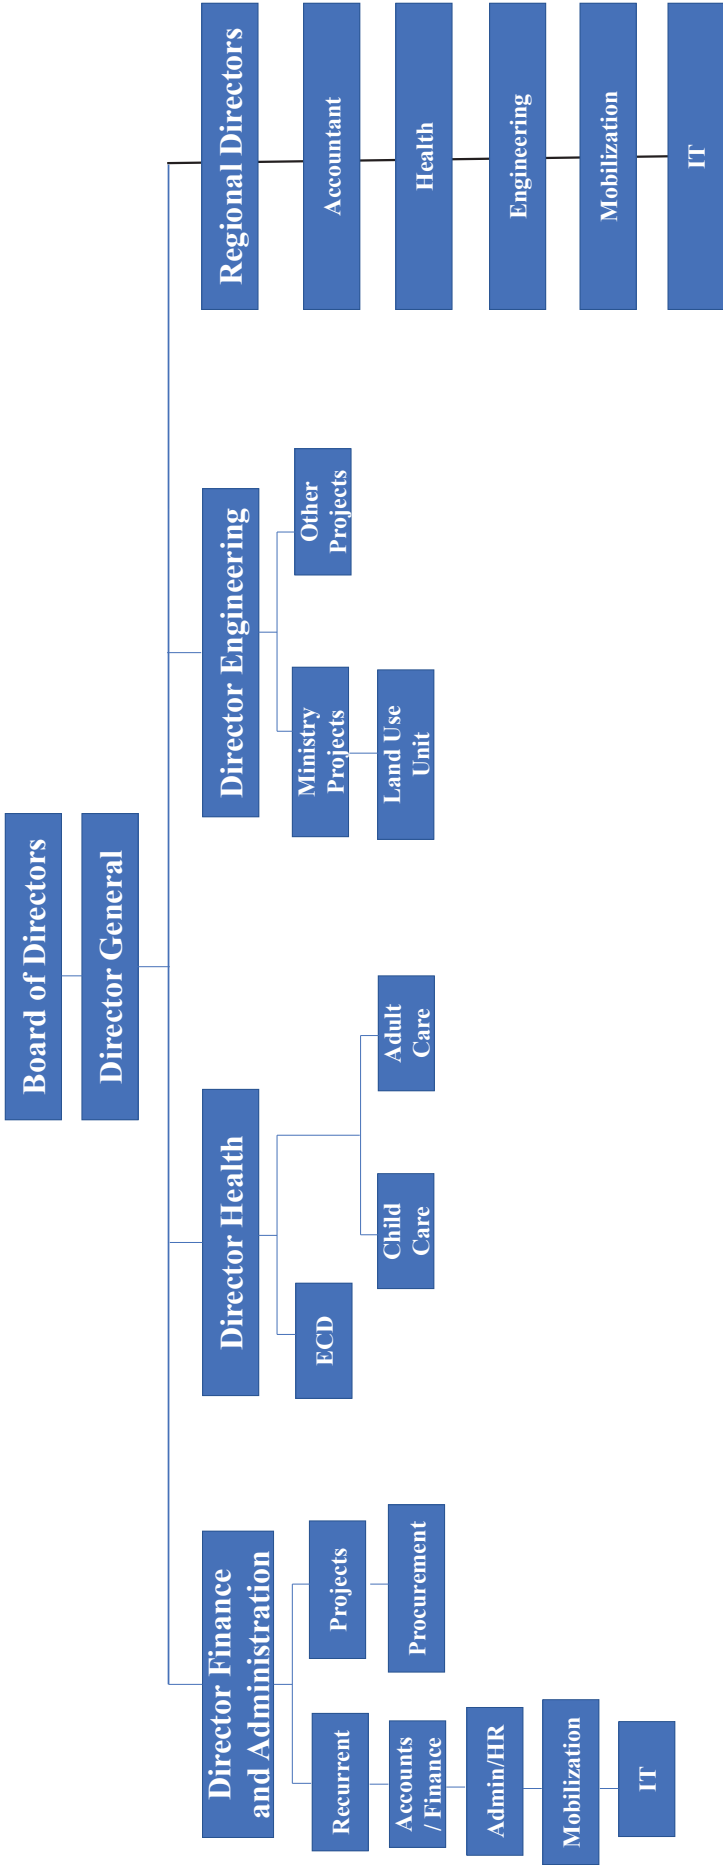 Board of Directors
Director General
Director Finance
and Administration
Director Health
Director Engineering
Regional Directors
Recurrent
Projects
ECD
Ministry
Projects
Other
Projects
Accountant
Accounts
/ Finance
Procurement
Child
Care
Adult
Care
Land Use
Unit
Health
Admin/HR
Engineering
Mobilization
Mobilization
IT
IT